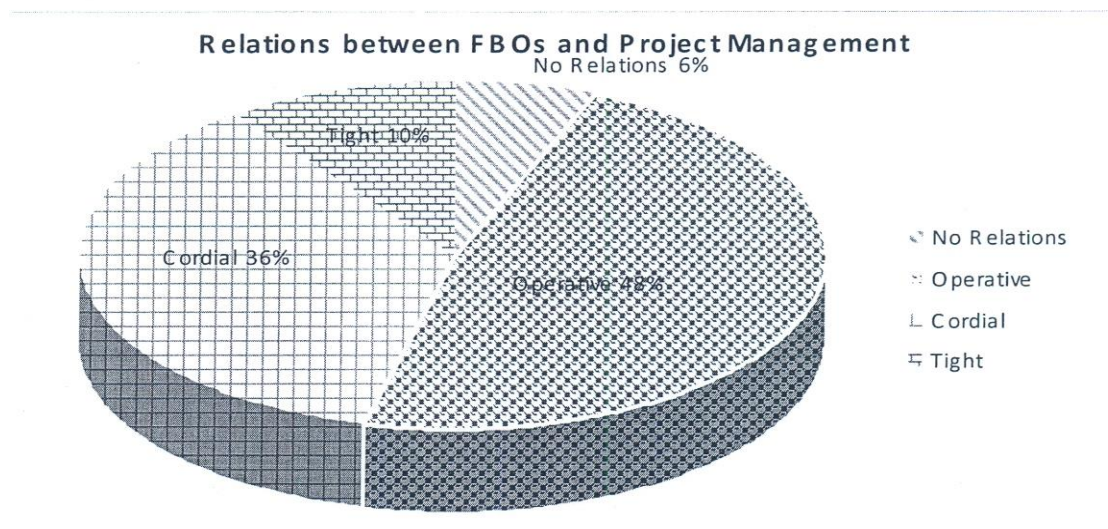 Relations between FBOs and Project Management
No Relations 6%
Tight 10%
Cordial 36%
Operative 48%
No Relations
Operative
Cordial
Tight